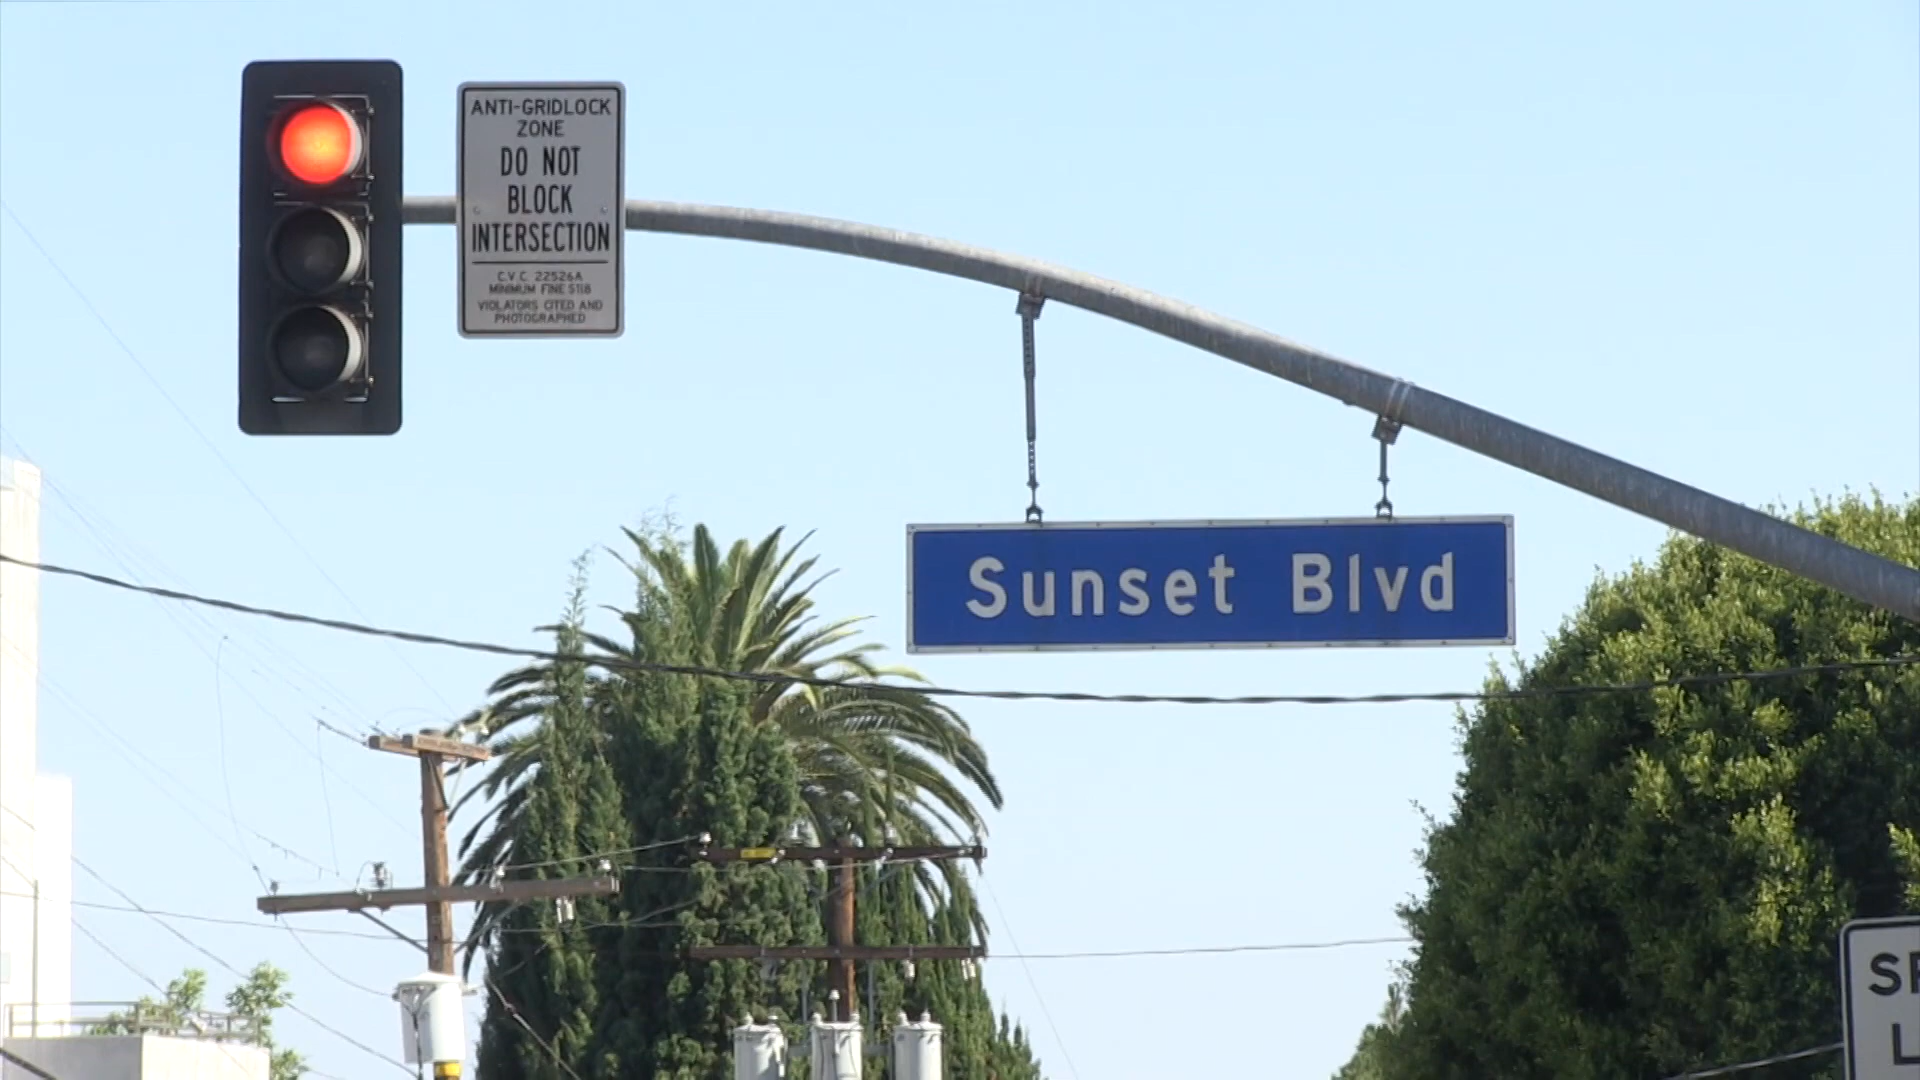 ANTI-GRIDLOCK
ZONE
DO NOT
BLOCK
INTERSECTION
C.V.C. 22526A
MINIMUM FINE $118
VIOLATORS CITED AND
PHOTOGRAPHED
Sunset Blvd